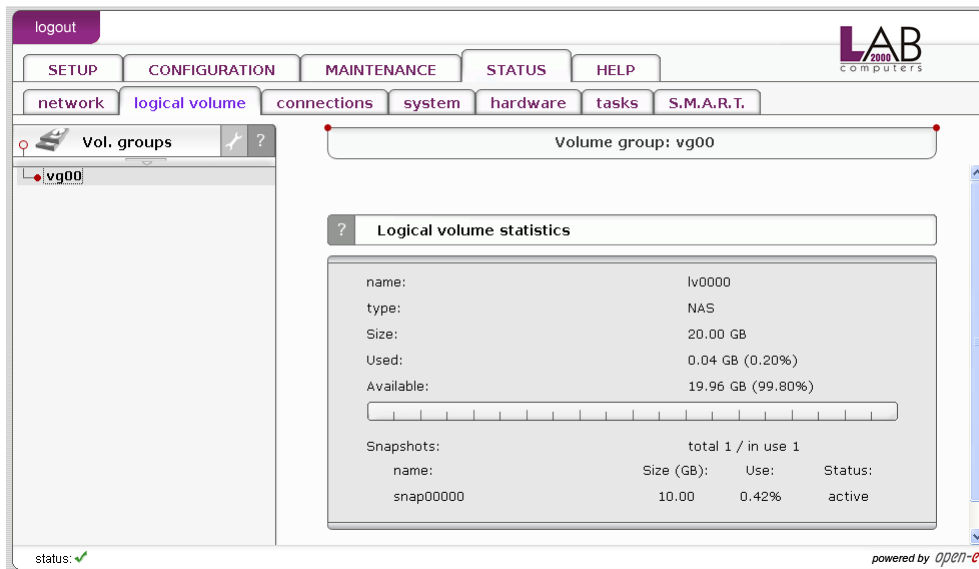 logout
LAB
2000
computers
SETUP CONFIGURATION MAINTENANCE STATUS HELP
network logical volume connections system hardware tasks S.M.A.R.T.
Vol. groups ?
vg00
Volume group: vg00
? Logical volume statistics
name: lv0000
type: NAS
Size: 20.00 GB
Used: 0.04 GB (0.20%)
Available: 19.96 GB (99.80%)
Snapshots: total 1 / in use 1
name: Size (GB): Use: Status:
snap00000 10.00 0.42% active
status:
powered by open-e